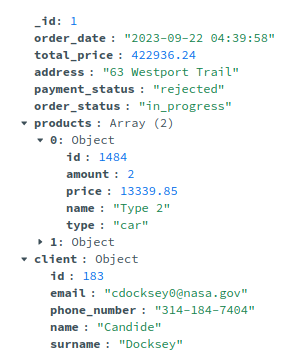 _id: 1
order_date : "2023-09-22 04:39:58"
total_price : 422936.24
address : "63 Westport Trail"
payment_status : "rejected"
order_status : "in_progress"
products : Array (2)
0: Object
id : 1484
amount : 2
price : 13339.85
name : "Type 2"
type : "car"
1: Object
client : Object
id : 183
email : "cdocksey0@nasa.gov"
phone_number : "314-184-7404"
name : "Candide"
surname : "Docksey"